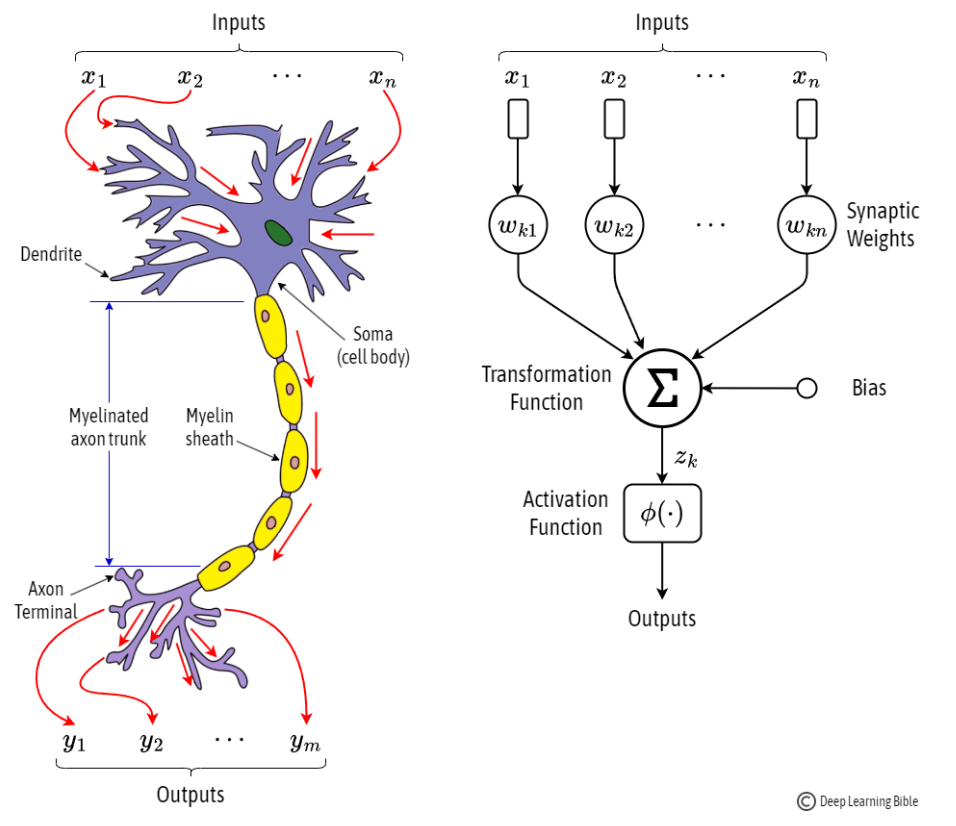 Inputs
x₁ x₂ ··· xₙ
Dendrite
Soma
(cell body)
Myelinated
axon trunk
Myelin
sheath
Axon
Terminal
y₁ y₂ ··· yₘ
Outputs
Inputs
x₁ x₂ ··· xₙ
wₖ₁ wₖ₂ ··· wₖₙ
Synaptic
Weights
Transformation
Function
Σ
Bias
zₖ
Activation
Function
ϕ(·)
Outputs
© Deep Learning Bible